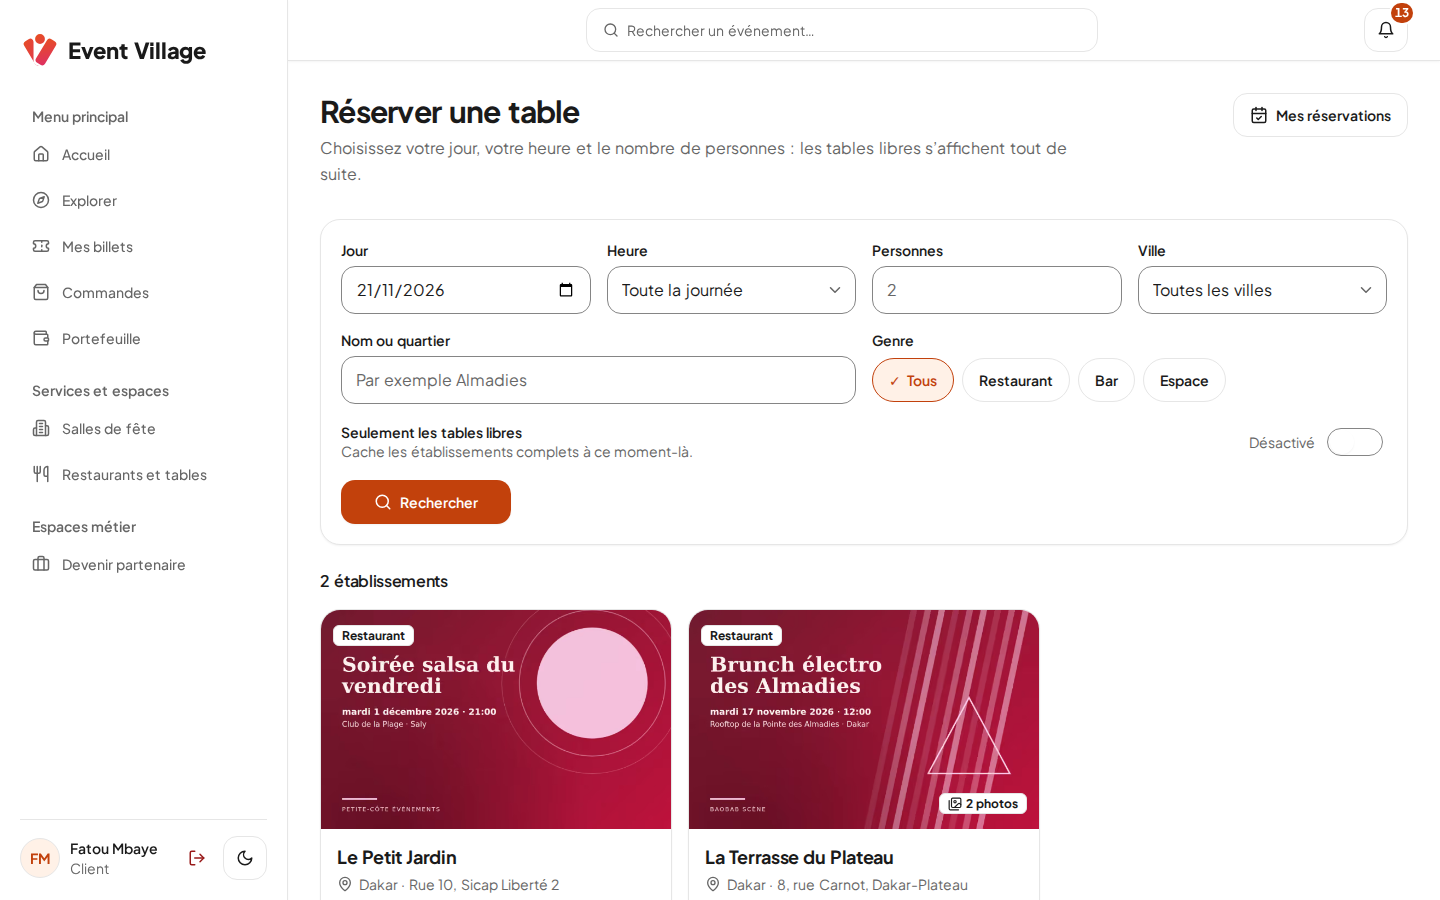 Event Village
Rechercher un événement…
13
Menu principal
Accueil
Explorer
Mes billets
Commandes
Portefeuille
Services et espaces
Salles de fête
Restaurants et tables
Espaces métier
Devenir partenaire
FM
Fatou Mbaye
Client
Réserver une table
Mes réservations
Choisissez votre jour, votre heure et le nombre de personnes : les tables libres s’affichent tout de
suite.
Jour
Heure
Personnes
Ville
21/11/2026
Toute la journée
2
Toutes les villes
Nom ou quartier
Genre
Par exemple Almadies
✓ Tous
Restaurant
Bar
Espace
Seulement les tables libres
Cache les établissements complets à ce moment-là.
Désactivé
Rechercher
2 établissements
Restaurant
Soirée salsa du
vendredi
mardi 1 décembre 2026 · 21:00
Club de la Plage · Saly
PETITE-CÔTE ÉVÉNEMENTS
Le Petit Jardin
Dakar · Rue 10, Sicap Liberté 2
Restaurant
Brunch électro
des Almadies
mardi 17 novembre 2026 · 12:00
Rooftop de la Pointe des Almadies · Dakar
BAOBAB SCÈNE
2 photos
La Terrasse du Plateau
Dakar · 8, rue Carnot, Dakar-Plateau